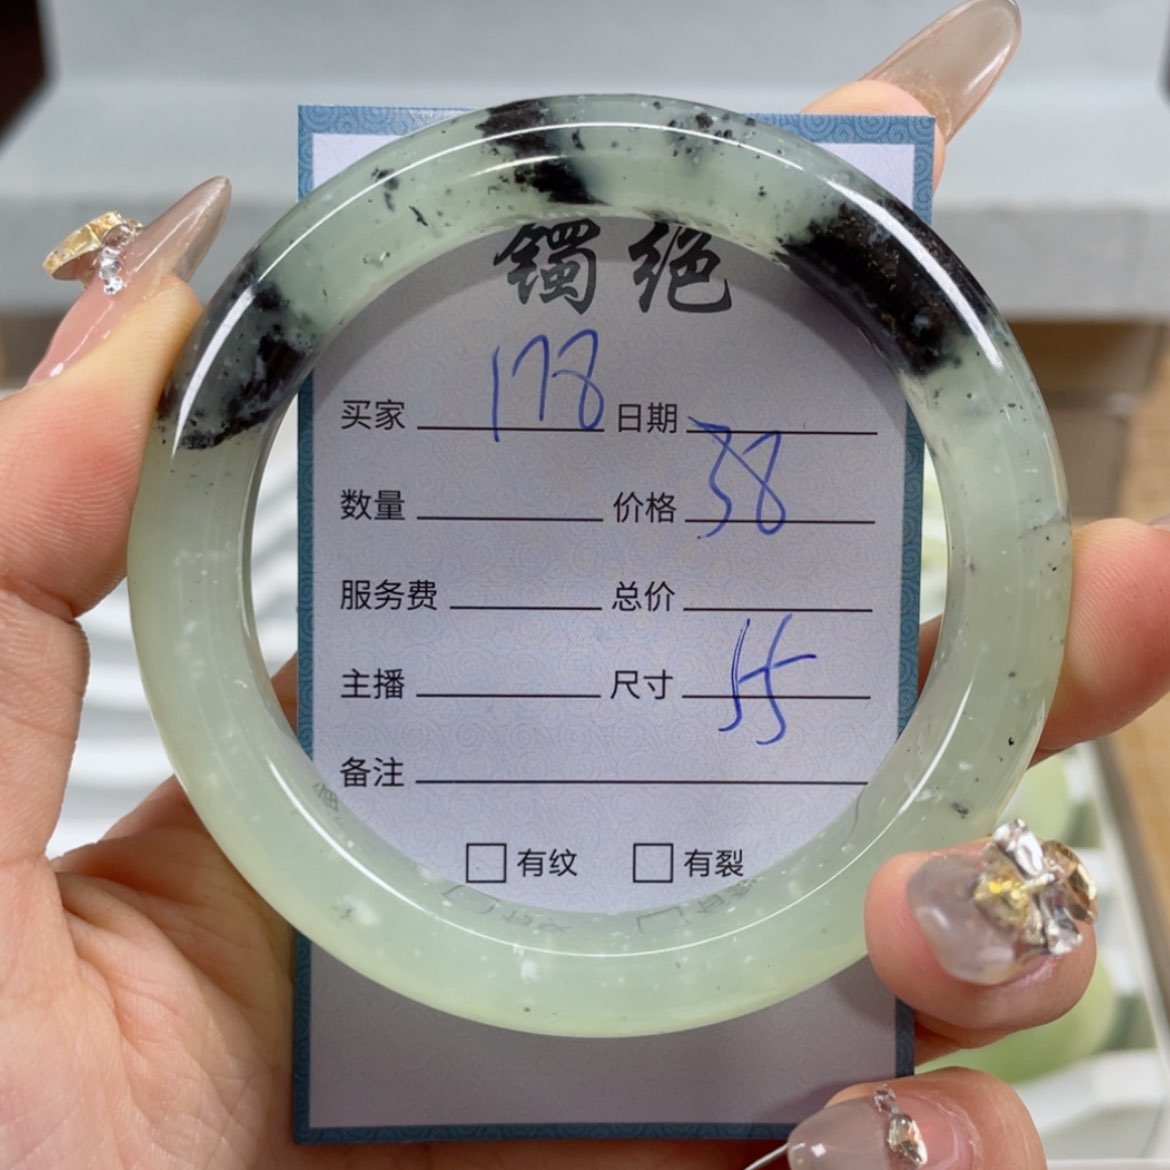 镯绝
买家 178 日期
数量 价格 38
服务费 总价
主播 尺寸 55
备注
有纹 有裂